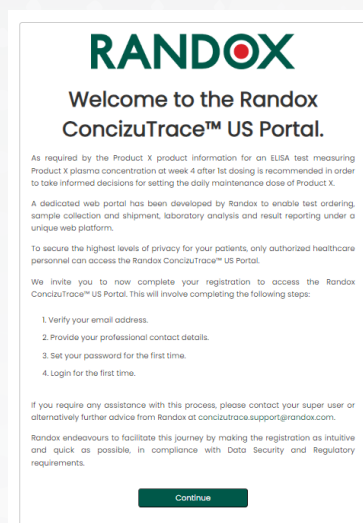 RANDOX
Welcome to the Randox
ConcizuTrace™ US Portal.
As required by the Product X product information for an ELISA test measuring
Product X plasma concentration at week 4 after 1st dosing is recommended in order
to take informed decisions for setting the daily maintenance dose of Product X.
A dedicated web portal has been developed by Randox to enable test ordering,
sample collection and shipment, laboratory analysis and result reporting under a
unique web platform.
To secure the highest levels of privacy for your patients, only authorized healthcare
personnel can access the Randox ConcizuTrace™ US Portal.
We invite you to now complete your registration to access the Randox
ConcizuTrace™ US Portal. This will involve completing the following steps:
1. Verify your email address.
2. Provide your professional contact details.
3. Set your password for the first time.
4. Login for the first time.
If you require any assistance with this process, please contact your super user or
alternatively further advice from Randox at concizutrace.support@randox.com.
Randox endeavours to facilitate this journey by making the registration as intuitive
and quick as possible, in compliance with Data Security and Regulatory
requirements.
Continue